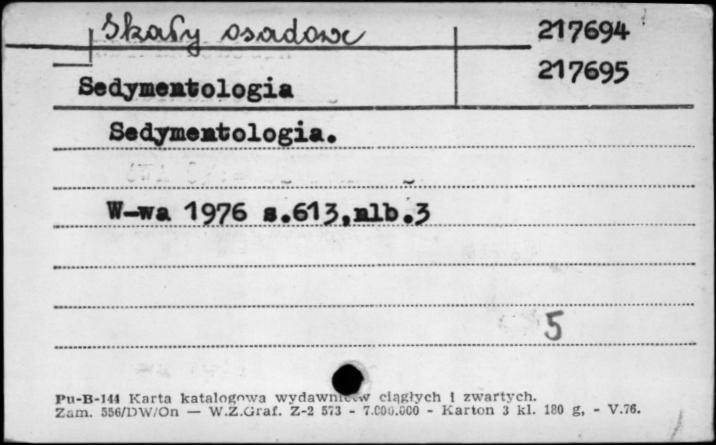 Skały osadowe 217694
217695
Sedymentologia
Sedymentologia.
W-wa 1976 s.613,nlb.3
5
Pu-B-144 Karta katalogowa wydawnictw ciągłych i zwartych.
Zam. 556/DW/On — W.Z.Graf. Z-2 573 - 7.000.000 - Karton 3 kl. 180 g, - V.76.